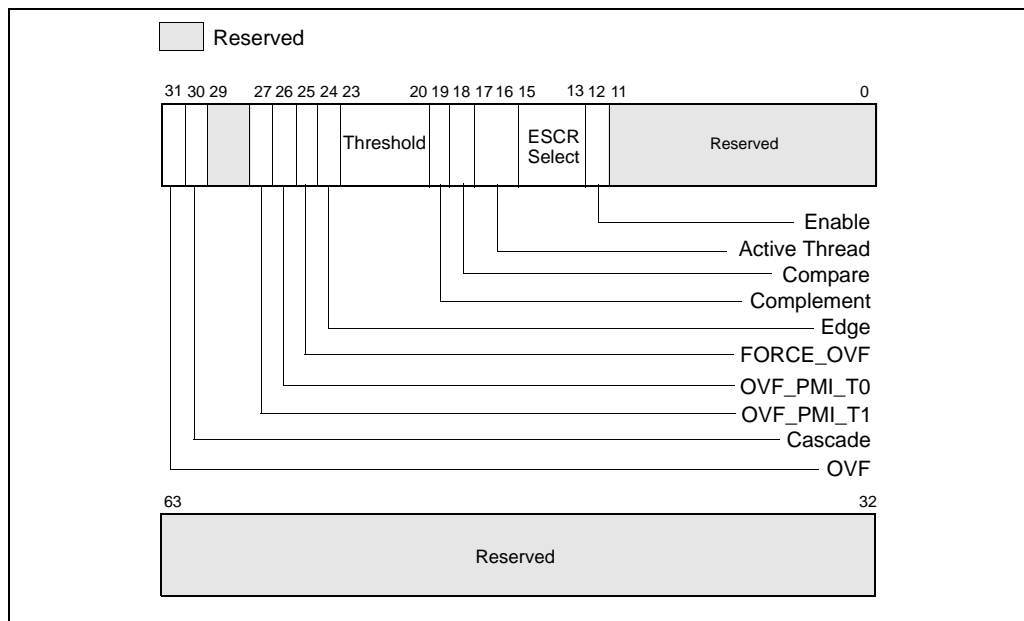 Reserved
31 30 29 27 26 25 24 23 20 19 18 17 16 15 13 12 11 0
Threshold
ESCR
Select
Reserved
Enable
Active Thread
Compare
Complement
Edge
FORCE_OVF
OVF_PMI_T0
OVF_PMI_T1
Cascade
OVF
63 32
Reserved